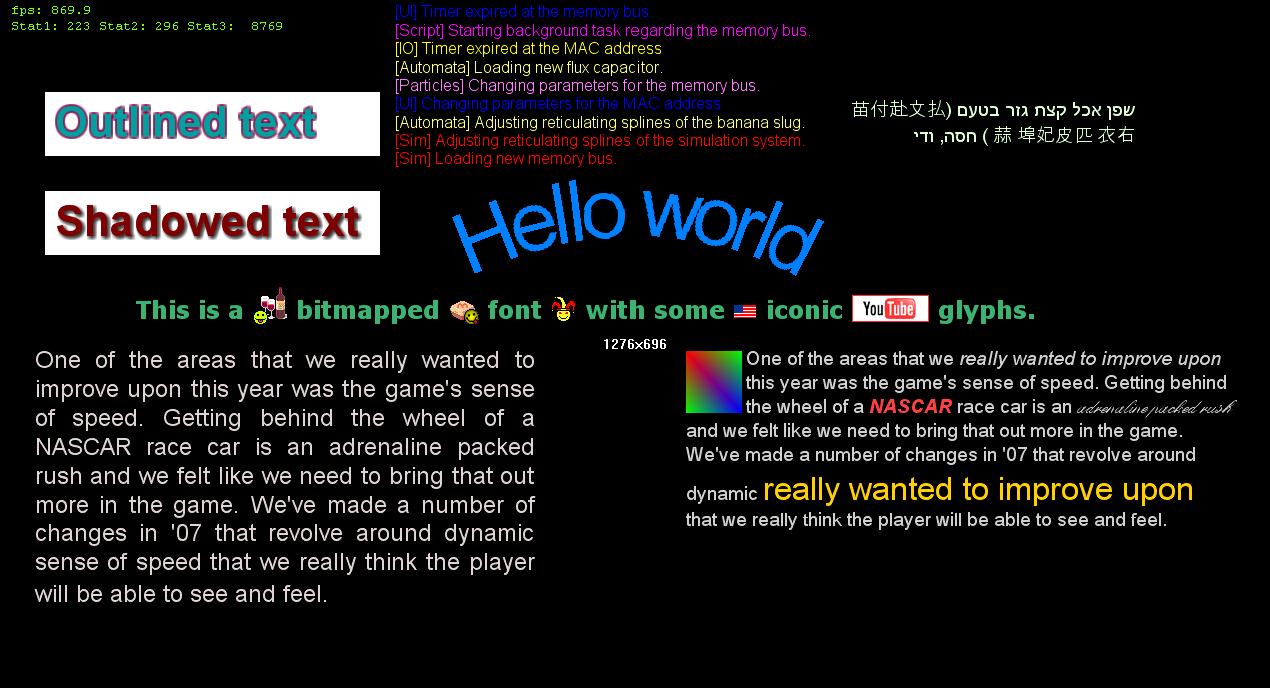 fps: 869.9
Stat1: 223 Stat2: 296 Stat3:  8769
[UI] Timer expired at the memory bus.
[Script] Starting background task regarding the memory bus.
[IO] Timer expired at the MAC address
[Automata] Loading new flux capacitor.
[Particles] Changing parameters for the memory bus.
[UI] Changing parameters for the MAC address
[Automata] Adjusting reticulating splines of the banana slug.
[Sim] Adjusting reticulating splines of the simulation system.
[Sim] Loading new memory bus.
Outlined text
שפן אכל קצת גזר בטעם (苗付赴文払
蒜 埠妃皮匹 衣右 ) חסה, ודי
Shadowed text
Hello world
This is a bitmapped font with some iconic YouTube glyphs.
1276x696
One of the areas that we really wanted to
improve upon this year was the game's sense
of speed. Getting behind the wheel of a
NASCAR race car is an adrenaline packed
rush and we felt like we need to bring that out
more in the game. We've made a number of
changes in '07 that revolve around dynamic
sense of speed that we really think the player
will be able to see and feel.
One of the areas that we really wanted to improve upon
this year was the game's sense of speed. Getting behind
the wheel of a NASCAR race car is an adrenaline packed rush
and we felt like we need to bring that out more in the game.
We've made a number of changes in '07 that revolve around
dynamic really wanted to improve upon
that we really think the player will be able to see and feel.